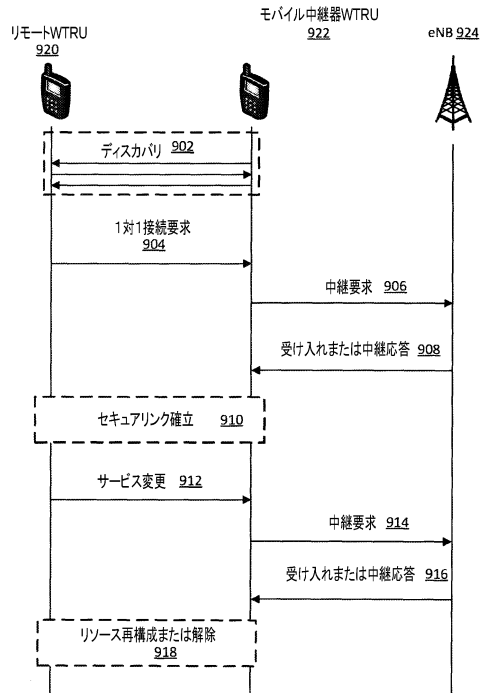 リモートWTRU
920
モバイル中継器WTRU
922
eNB 924
ディスカバリ 902
1対1接続要求
904
中継要求 906
受け入れまたは中継応答 908
セキュアリンク確立 910
サービス変更 912
中継要求 914
受け入れまたは中継応答 916
リソース再構成または解除
918